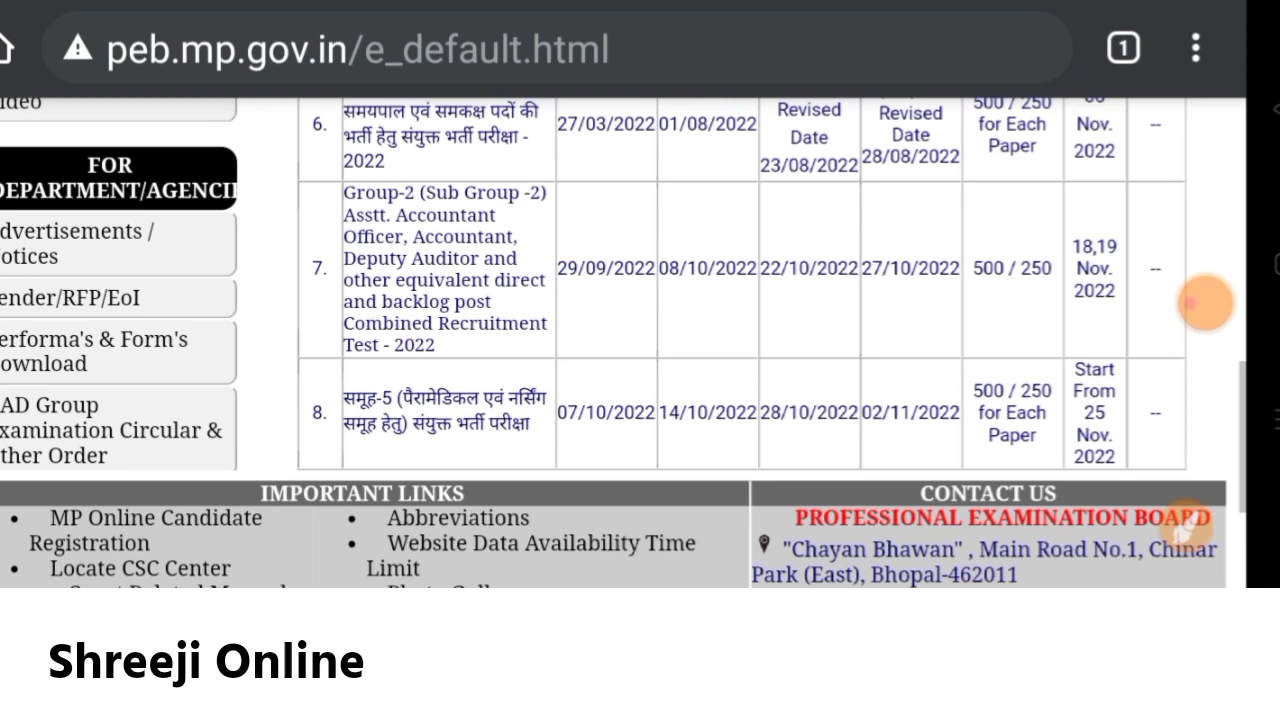 peb.mp.gov.in/e_default.html
1
ideo
FOR
DEPARTMENT/AGENCI
dvertisements /
otices
ender/RFP/EoI
erforma's & Form's
ownload
AD Group
xamination Circular &
ther Order
6.
समयपाल एवं समकक्ष पदों की
भर्ती हेतु संयुक्त भर्ती परीक्षा -
2022
27/03/2022
01/08/2022
Revised
Date
23/08/2022
Revised
Date
28/08/2022
500 / 250
for Each
Paper
Nov.
2022
--
7.
Group-2 (Sub Group -2)
Asstt. Accountant
Officer, Accountant,
Deputy Auditor and
other equivalent direct
and backlog post
Combined Recruitment
Test - 2022
29/09/2022
08/10/2022
22/10/2022
27/10/2022
500 / 250
18,19
Nov.
2022
--
8.
समूह-5 (पैरामेडिकल एवं नर्सिंग
समूह हेतु) संयुक्त भर्ती परीक्षा
07/10/2022
14/10/2022
28/10/2022
02/11/2022
500 / 250
for Each
Paper
Start
From
25
Nov.
2022
--
IMPORTANT LINKS
• MP Online Candidate
Registration
• Locate CSC Center
• Abbreviations
• Website Data Availability Time
Limit
CONTACT US
PROFESSIONAL EXAMINATION BOARD
"Chayan Bhawan" , Main Road No.1, Chinar
Park (East), Bhopal-462011
Shreeji Online